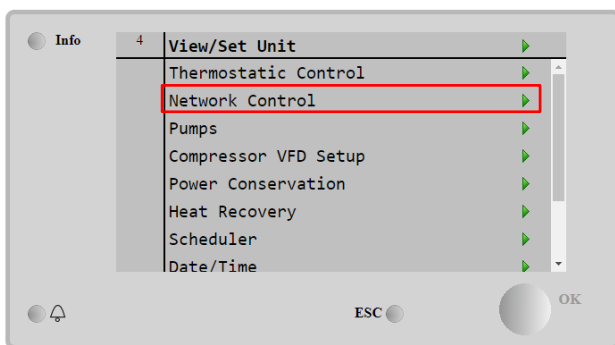 Info
4 View/Set Unit
Thermostatic Control
Network Control
Pumps
Compressor VFD Setup
Power Conservation
Heat Recovery
Scheduler
Date/Time
ESC
OK